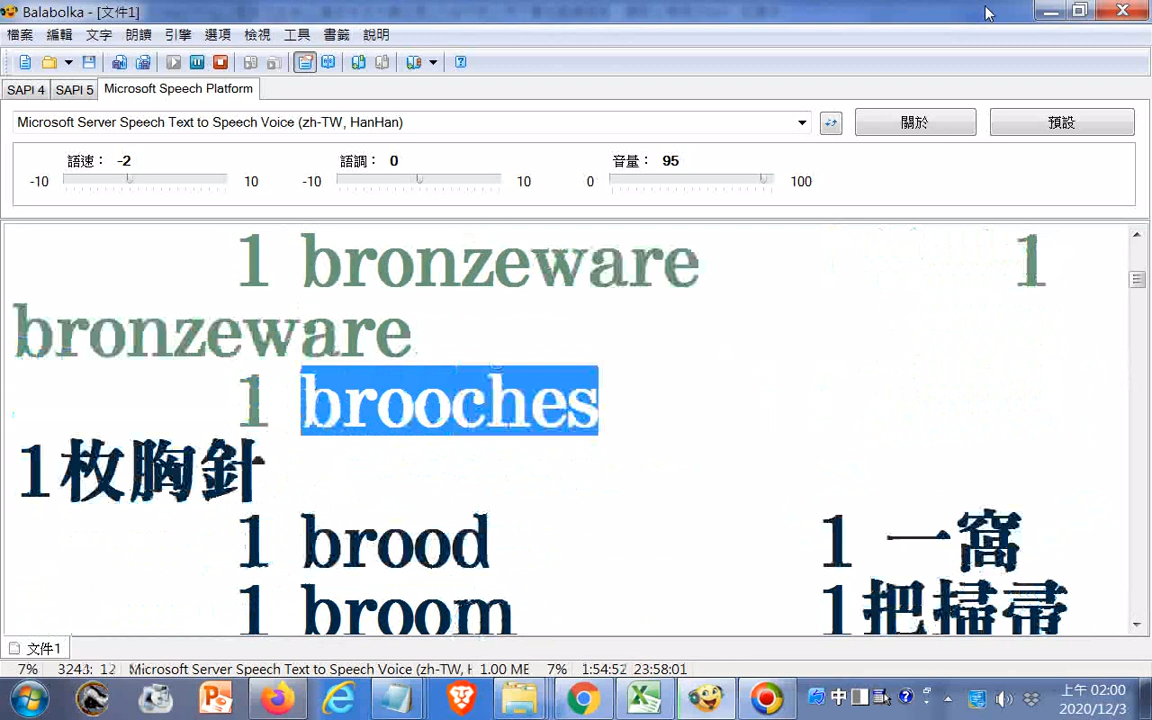 Balabolka - [文件1]
檔案 編輯 文字 朗讀 引擎 選項 檢視 工具 書籤 說明
SAPI 4 SAPI 5 Microsoft Speech Platform
Microsoft Server Speech Text to Speech Voice (zh-TW, HanHan) 關於 預設
語速： -2 語調： 0 音量： 95
-10 10 -10 10 0 100
1 bronzeware 1
bronzeware
1 brooches
1枚胸針
1 brood 1 一窩
1 broom 1把掃帚
文件1
7% 3243: 12 Microsoft Server Speech Text to Speech Voice (zh-TW, H 1.00 ME 7% 1:54:52 23:58:01
中 上午 02:00
2020/12/3